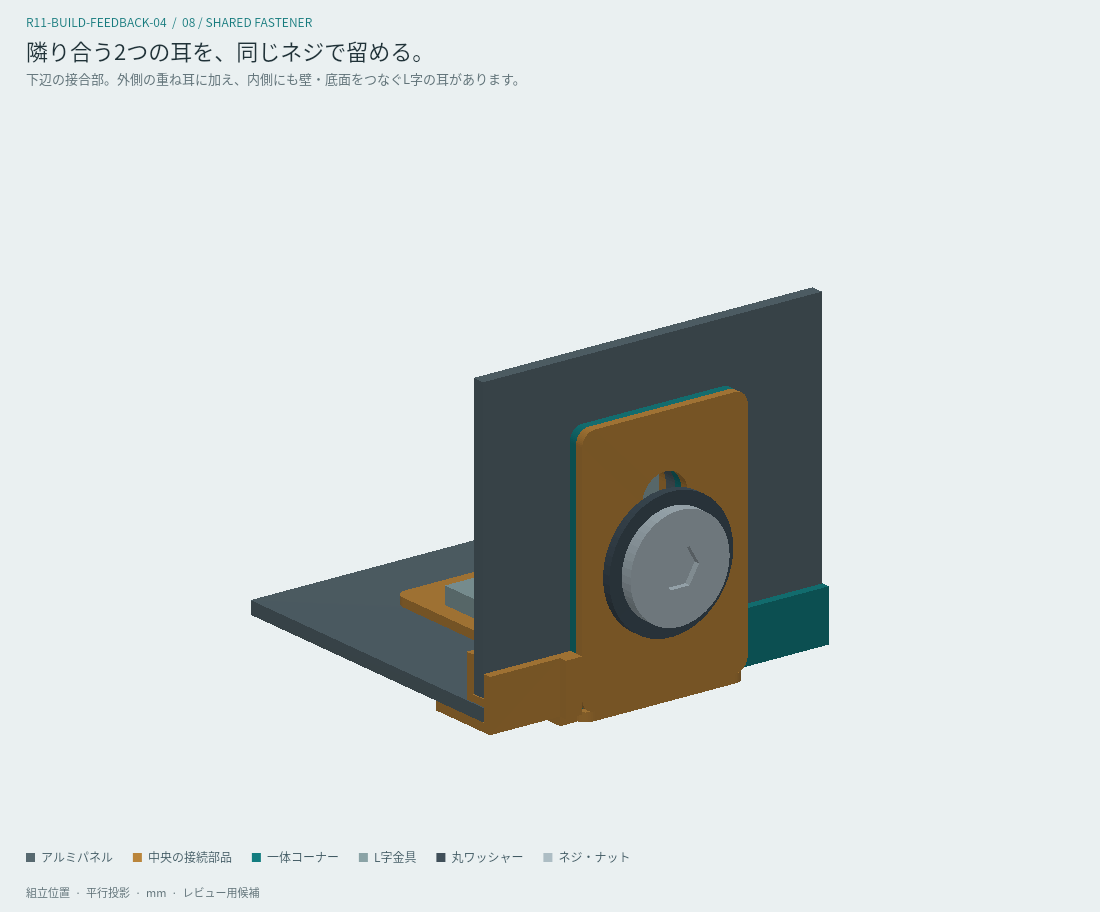 R11-BUILD-FEEDBACK-04 / 08 / SHARED FASTENER
隣り合う2つの耳を、同じネジで留める。
下辺の接合部。外側の重ね耳に加え、内側にも壁・底面をつなぐL字の耳があります。
アルミパネル 中央の接続部品 一体コーナー L字金具 丸ワッシャー ネジ・ナット
組立位置 · 平行投影 · mm · レビュー用候補